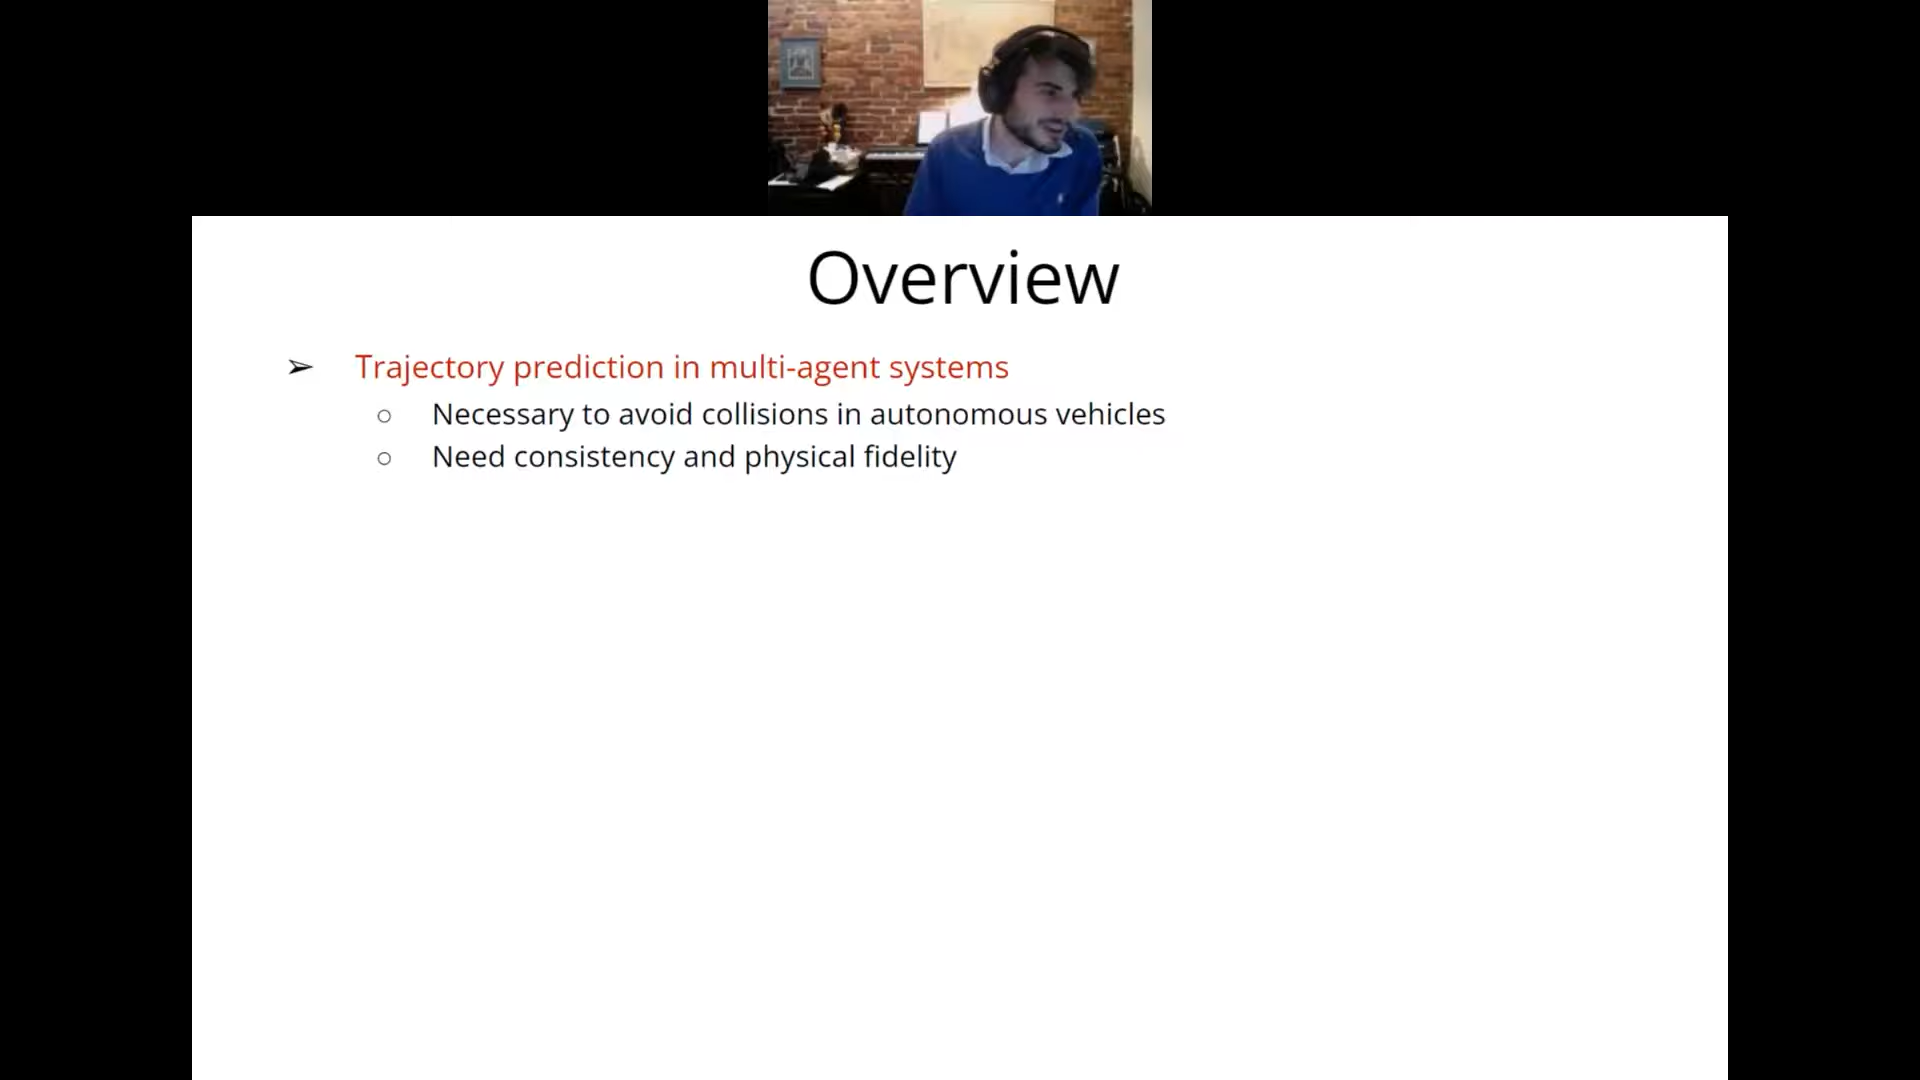 Overview
➢ Trajectory prediction in multi-agent systems
○ Necessary to avoid collisions in autonomous vehicles
○ Need consistency and physical fidelity